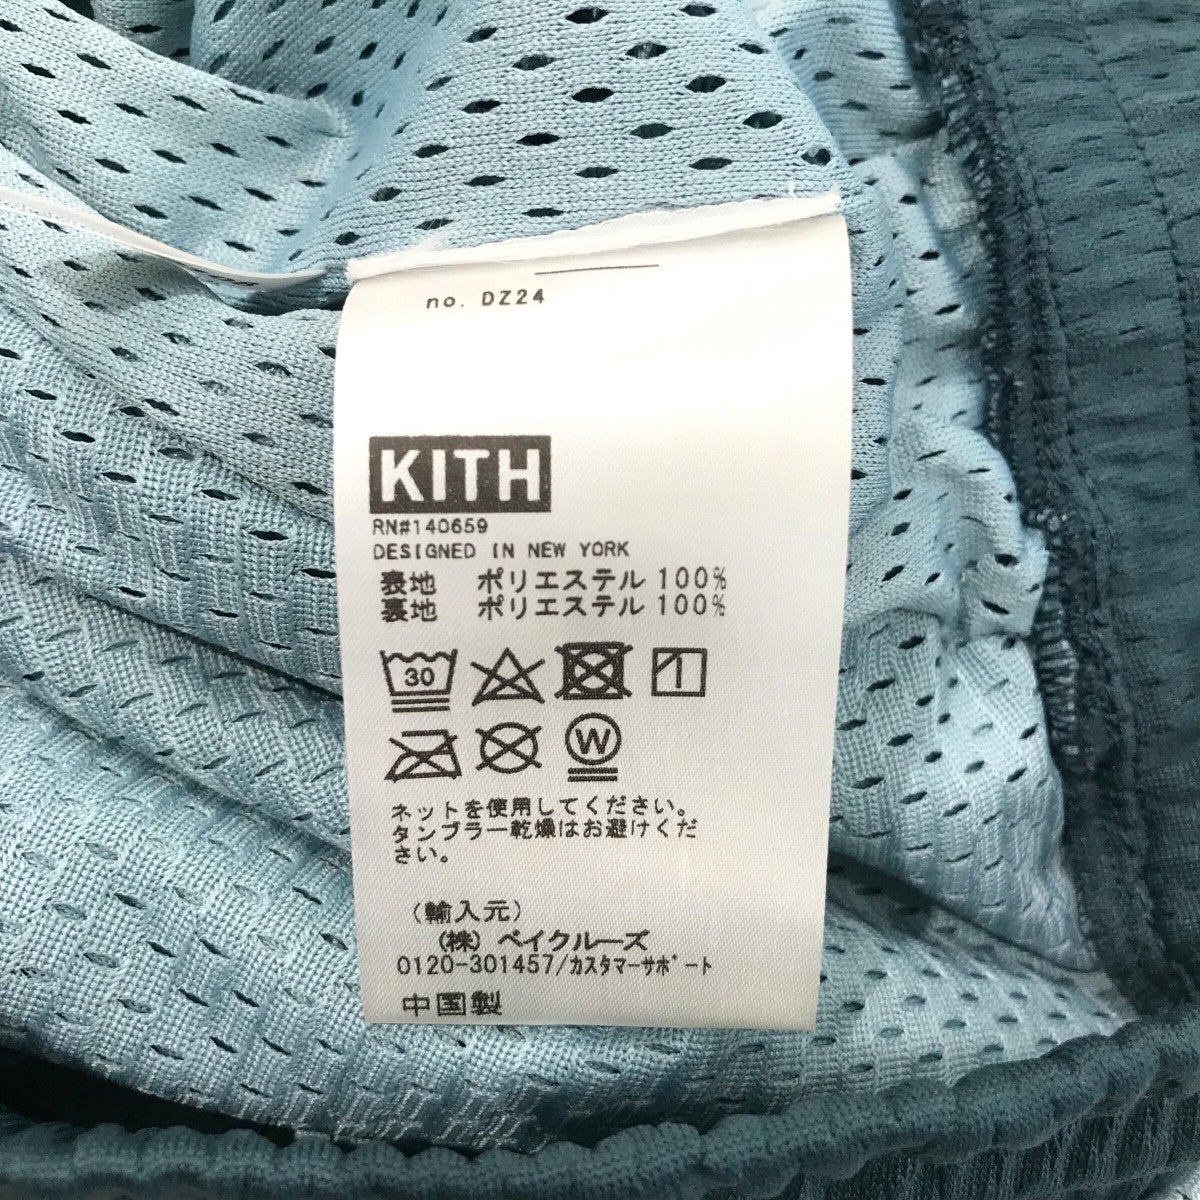 no. DZ24
KITH
RN#140659
DESIGNED IN NEW YORK
表地 ポリエステル 100%
裏地 ポリエステル 100%
30
W
ネットを使用してください。
タンブラー乾燥はお避けくだ
さい。
（輸入元）
（株）ベイクルーズ
0120-301457/ｶｽﾀﾏｰｻﾎﾟｰﾄ
中国製